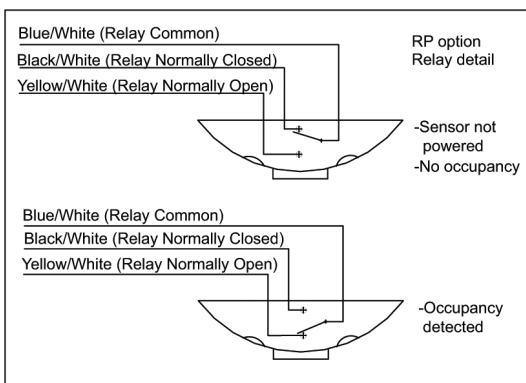 Blue/White (Relay Common)
RP option
Relay detail
Black/White (Relay Normally Closed)
Yellow/White (Relay Normally Open)
-Sensor not
powered
-No occupancy
Blue/White (Relay Common)
Black/White (Relay Normally Closed)
Yellow/White (Relay Normally Open)
-Occupancy
detected